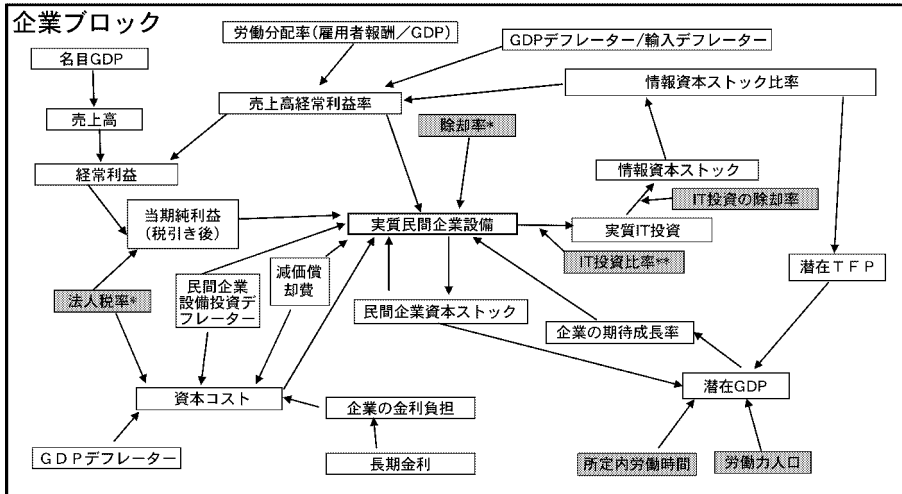 企業ブロック
労働分配率(雇用者報酬／GDP)
GDPデフレーター/輸入デフレーター
名目GDP
売上高経常利益率
情報資本ストック比率
売上高
除却率*
経常利益
情報資本ストック
IT投資の除却率
当期純利益
(税引き後)
実質民間企業設備
実質IT投資
IT投資比率**
潜在ＴＦＰ
法人税率*
民間企業
設備投資デ
フレーター
減価償
却費
民間企業資本ストック
企業の期待成長率
資本コスト
企業の金利負担
潜在GDP
ＧＤＰデフレーター
長期金利
所定内労働時間
労働力人口